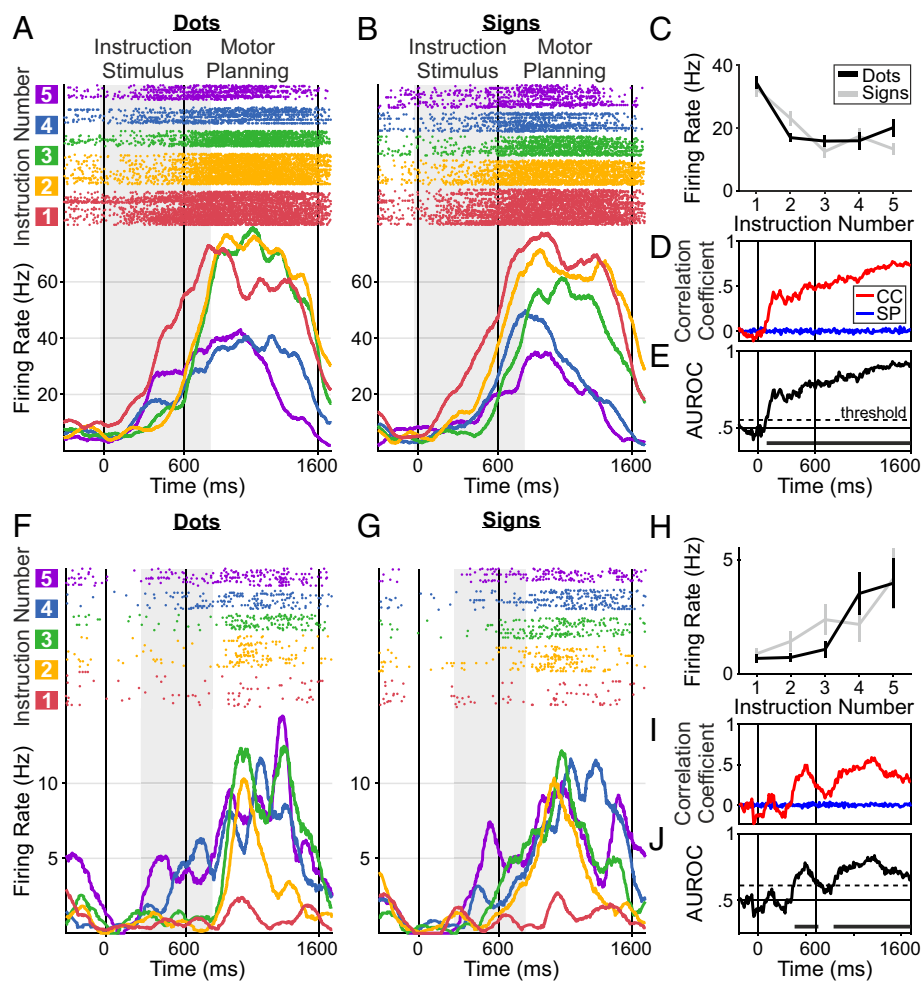 A
Dots
Instruction
Stimulus
Motor
Planning
Instruction Number
5
4
3
2
1
Firing Rate (Hz)
60
40
20
0
600
1600
Time (ms)
B
Signs
Instruction
Stimulus
Motor
Planning
60
40
20
0
600
1600
Time (ms)
C
Firing Rate (Hz)
40
20
0
Dots
Signs
1 2 3 4 5
Instruction Number
D
Correlation
Coefficient
1
.5
0
CC
SP
E
AUROC
1
.5
threshold
0
600
1600
Time (ms)
F
Dots
Instruction Number
5
4
3
2
1
Firing Rate (Hz)
10
5
0
600
1600
Time (ms)
G
Signs
10
5
0
600
1600
Time (ms)
H
Firing Rate (Hz)
5
0
1 2 3 4 5
Instruction Number
I
Correlation
Coefficient
1
.5
0
J
AUROC
1
.5
0
600
1600
Time (ms)